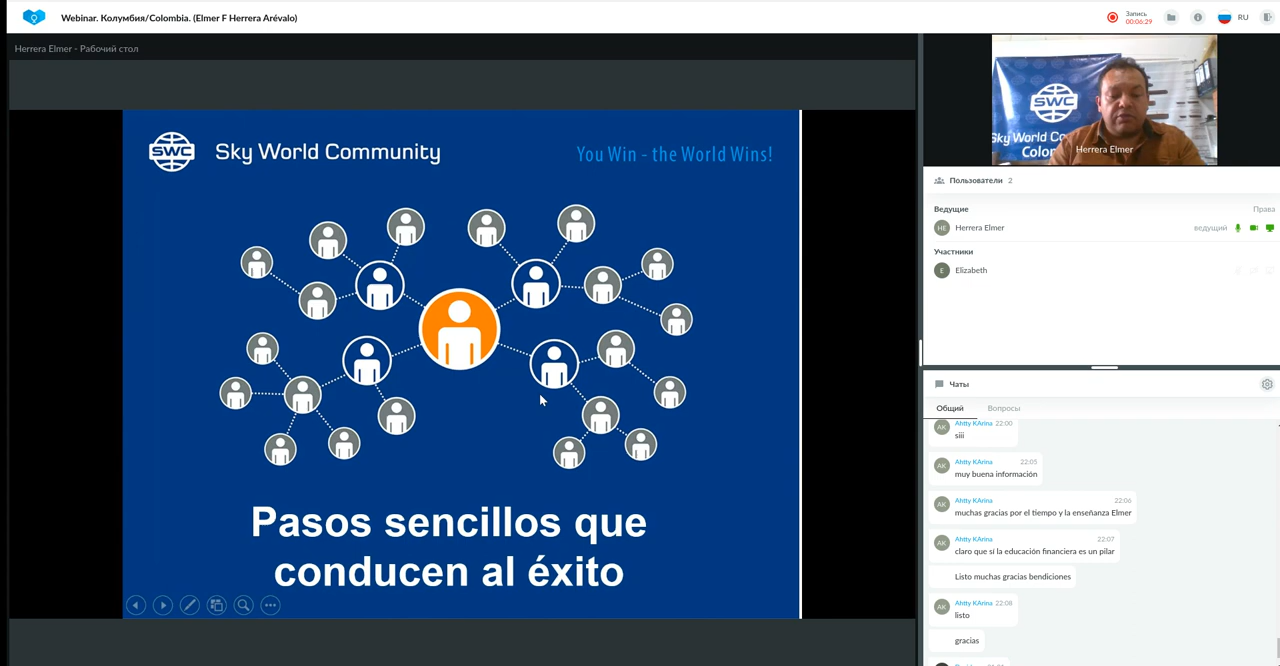 Webinar. Колумбия/Colombia. (Elmer F Herrera Arévalo)
Запись
00:06:29
RU
Herrera Elmer - Рабочий стол
SWC
Sky World Community
You Win - the World Wins!
Pasos sencillos que
conducen al éxito
SWC
Sky World Co
Colom
Herrera Elmer
Пользователи 2
Ведущие Права
HE Herrera Elmer ведущий
Участники
E Elizabeth
Чаты
Общий Вопросы
AK Ahtty KArina 22:00
siii
AK Ahtty KArina 22:05
muy buena información
AK Ahtty KArina 22:06
muchas gracias por el tiempo y la enseñanza Elmer
AK Ahtty KArina 22:07
claro que sí la educación financiera es un pilar
Listo muchas gracias bendiciones
AK Ahtty KArina 22:08
listo
gracias